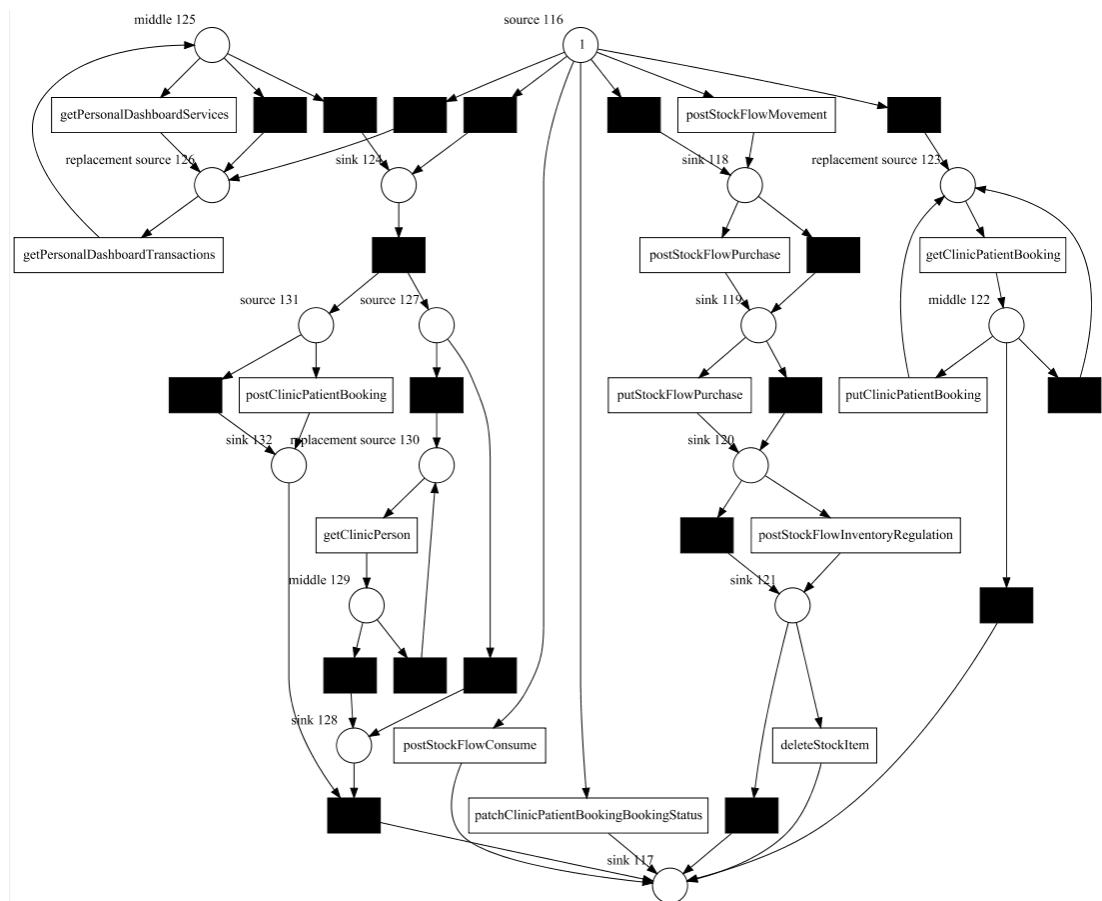 middle 125
source 116
1
getPersonalDashboardServices
postStockFlowMovement
replacement source 126
sink 124
sink 118
replacement source 123
getPersonalDashboardTransactions
postStockFlowPurchase
getClinicPatientBooking
source 131
source 127
sink 119
middle 122
postClinicPatientBooking
putStockFlowPurchase
putClinicPatientBooking
sink 132
replacement source 130
sink 120
getClinicPerson
postStockFlowInventoryRegulation
middle 129
sink 121
sink 128
postStockFlowConsume
deleteStockItem
patchClinicPatientBookingBookingStatus
sink 117